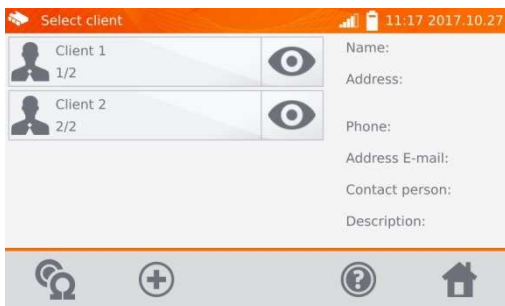 Select client
11:17 2017.10.27
Client 1
1/2
Client 2
2/2
Name:
Address:
Phone:
Address E-mail:
Contact person:
Description: